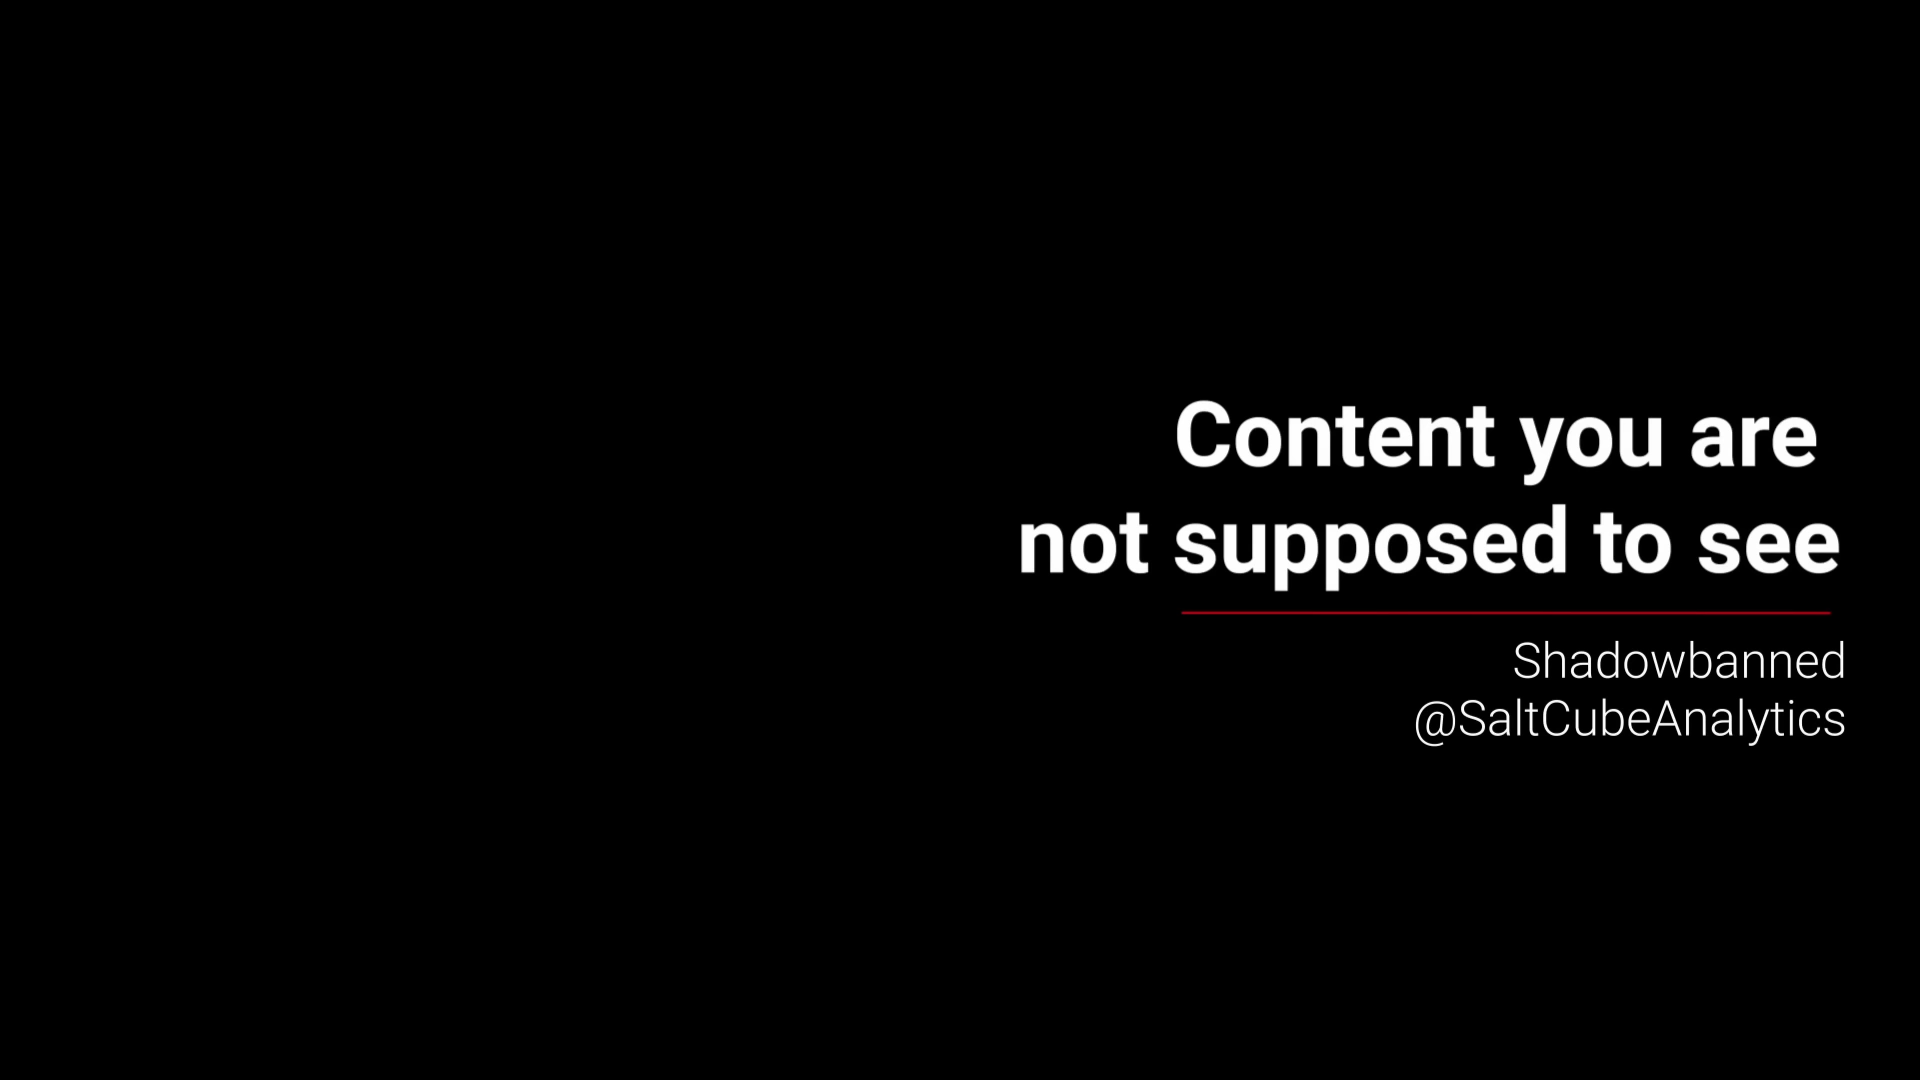 Content you are
not supposed to see
Shadowbanned
@SaltCubeAnalytics